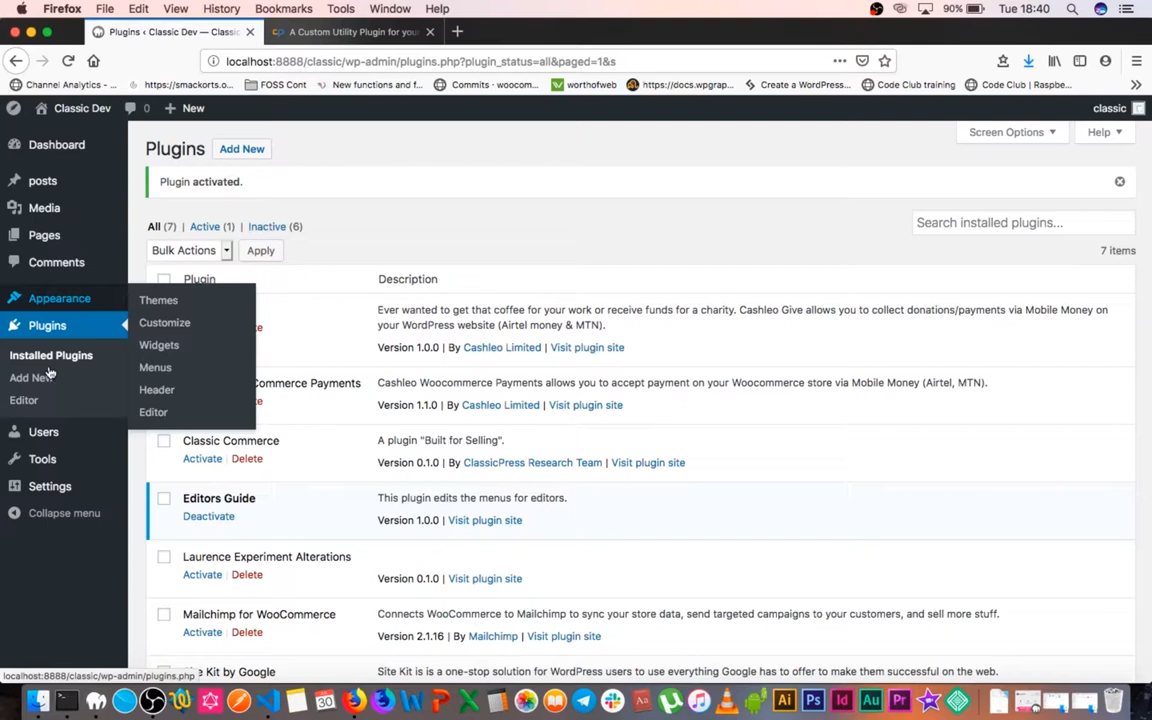 Firefox File Edit View History Bookmarks Tools Window Help 90% Tue 18:40
Plugins ‹ Classic Dev — Classic A Custom Utility Plugin for your
localhost:8888/classic/wp-admin/plugins.php?plugin_status=all&paged=1&s
Channel Analytics - ... https://smackorts.o... FOSS Cont New functions and f... Commits · woocom... worthofweb https://docs.wpgrap... Create a WordPress... Code Club training Code Club | Raspbe...
Classic Dev 0 New classic
Screen Options Help
Dashboard
posts
Media
Pages
Comments
Appearance
Plugins
Installed Plugins
Add New
Editor
Users
Tools
Settings
Collapse menu
Themes
Customize
Widgets
Menus
Header
Editor
Plugins Add New
Plugin activated.
All (7) | Active (1) | Inactive (6)
Search installed plugins...
Bulk Actions Apply
7 items
Plugin Description
Ever wanted to get that coffee for your work or receive funds for a charity. Cashleo Give allows you to collect donations/payments via Mobile Money on
your WordPress website (Airtel money & MTN).
Version 1.0.0 | By Cashleo Limited | Visit plugin site
Commerce Payments Cashleo Woocommerce Payments allows you to accept payment on your Woocommerce store via Mobile Money (Airtel, MTN).
Version 1.1.0 | By Cashleo Limited | Visit plugin site
Classic Commerce A plugin "Built for Selling".
Activate | Delete Version 0.1.0 | By ClassicPress Research Team | Visit plugin site
Editors Guide This plugin edits the menus for editors.
Deactivate Version 1.0.0 | Visit plugin site
Laurence Experiment Alterations
Activate | Delete Version 0.1.0 | Visit plugin site
Mailchimp for WooCommerce Connects WooCommerce to Mailchimp to sync your store data, send targeted campaigns to your customers, and sell more stuff.
Activate | Delete Version 2.1.16 | By Mailchimp | Visit plugin site
Site Kit by Google Site Kit is is a one-stop solution for WordPress users to use everything Google has to offer to make them successful on the web.
localhost:8888/classic/wp-admin/plugins.php